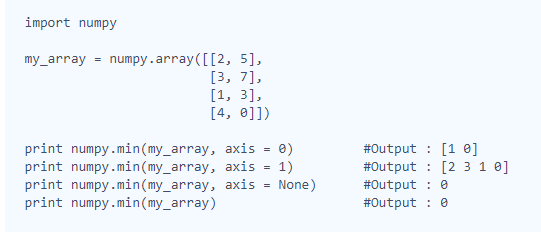 import numpy
my_array = numpy.array([[2, 5],
                        [3, 7],
                        [1, 3],
                        [4, 0]])
print numpy.min(my_array, axis = 0)         #Output : [1 0]
print numpy.min(my_array, axis = 1)         #Output : [2 3 1 0]
print numpy.min(my_array, axis = None)      #Output : 0
print numpy.min(my_array)                   #Output : 0